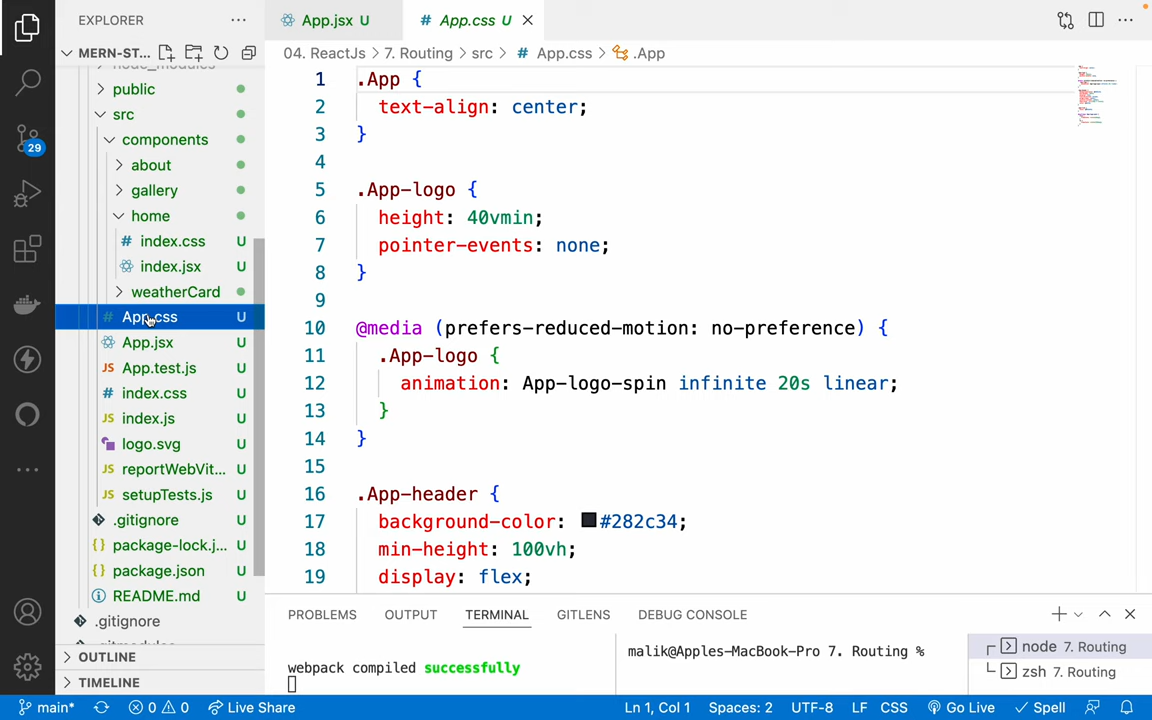 EXPLORER
MERN-ST...
node_modules
public
src
components
about
gallery
home
index.css U
index.jsx U
weatherCard
App.css U
App.jsx U
App.test.js U
index.css U
index.js U
logo.svg U
reportWebVit... U
setupTests.js U
.gitignore U
package-lock.j... U
package.json U
README.md U
.gitignore
.gitmodules
OUTLINE
TIMELINE
29
App.jsx U
# App.css U
04. ReactJs > 7. Routing > src > # App.css > .App
1 .App {
2 text-align: center;
3 }
4
5 .App-logo {
6 height: 40vmin;
7 pointer-events: none;
8 }
9
10 @media (prefers-reduced-motion: no-preference) {
11 .App-logo {
12 animation: App-logo-spin infinite 20s linear;
13 }
14 }
15
16 .App-header {
17 background-color: #282c34;
18 min-height: 100vh;
19 display: flex;
PROBLEMS OUTPUT TERMINAL GITLENS DEBUG CONSOLE
webpack compiled successfully
malik@Apples-MacBook-Pro 7. Routing %
node 7. Routing
zsh 7. Routing
main* 0 0 Live Share Ln 1, Col 1 Spaces: 2 UTF-8 LF CSS Go Live Spell